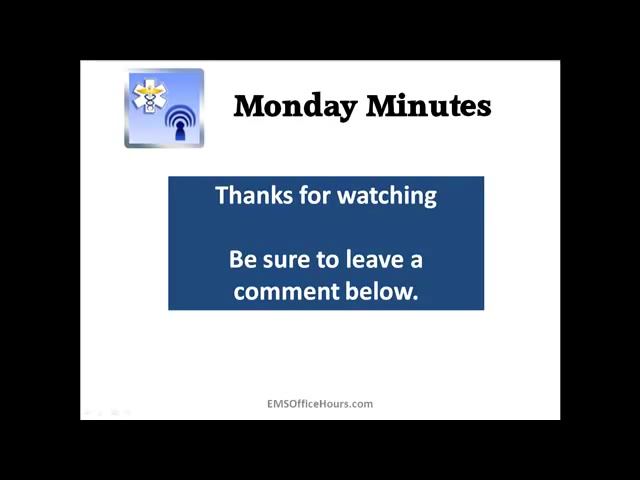 Monday Minutes
Thanks for watching
Be sure to leave a
comment below.
EMSOfficeHours.com